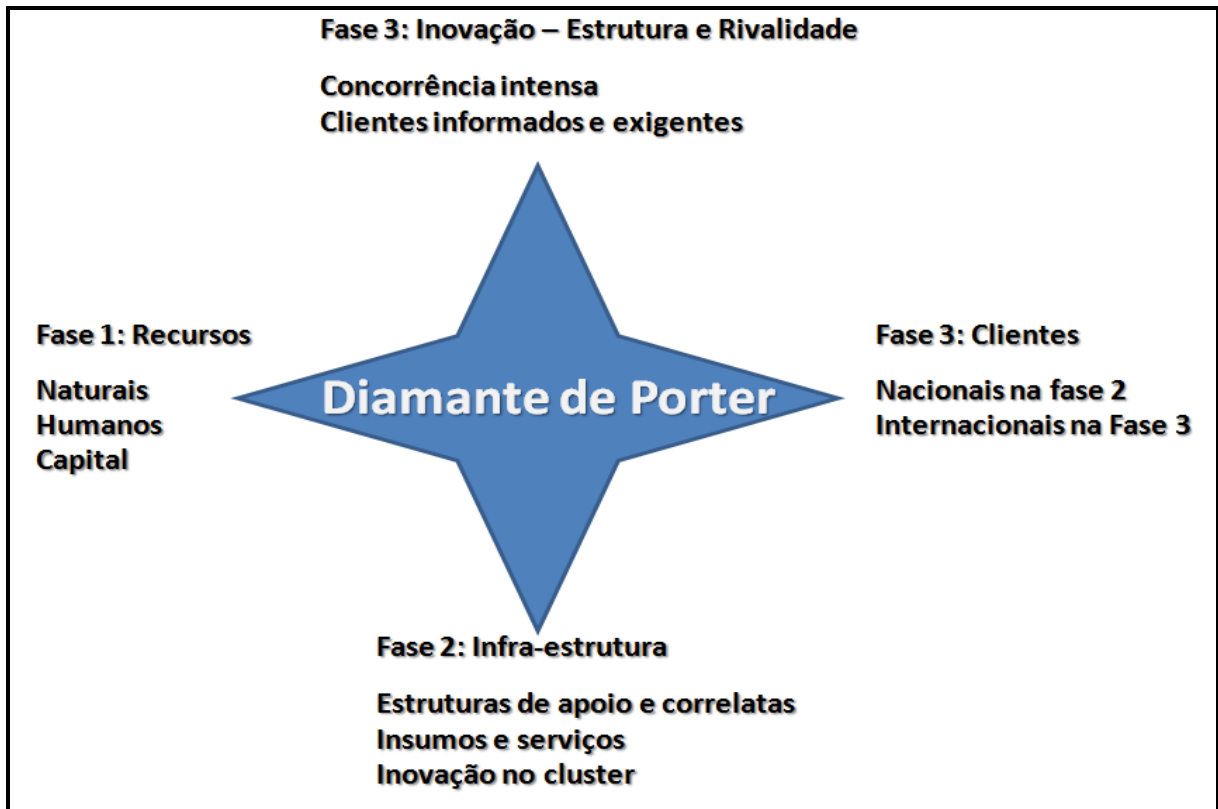 Fase 3: Inovação – Estrutura e Rivalidade
Concorrência intensa
Clientes informados e exigentes
Fase 1: Recursos
Naturais
Humanos
Capital
Diamante de Porter
Fase 3: Clientes
Nacionais na fase 2
Internacionais na Fase 3
Fase 2: Infra-estrutura
Estruturas de apoio e correlatas
Insumos e serviços
Inovação no cluster